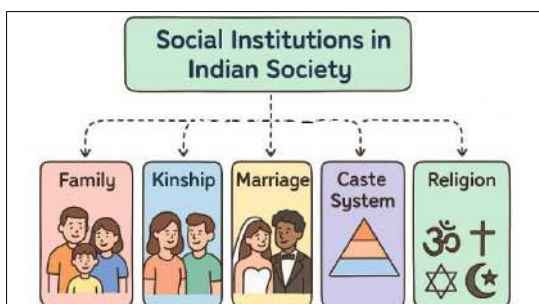 Social Institutions in
Indian Society
Family
Kinship
Marriage
Caste
System
Religion
ॐ